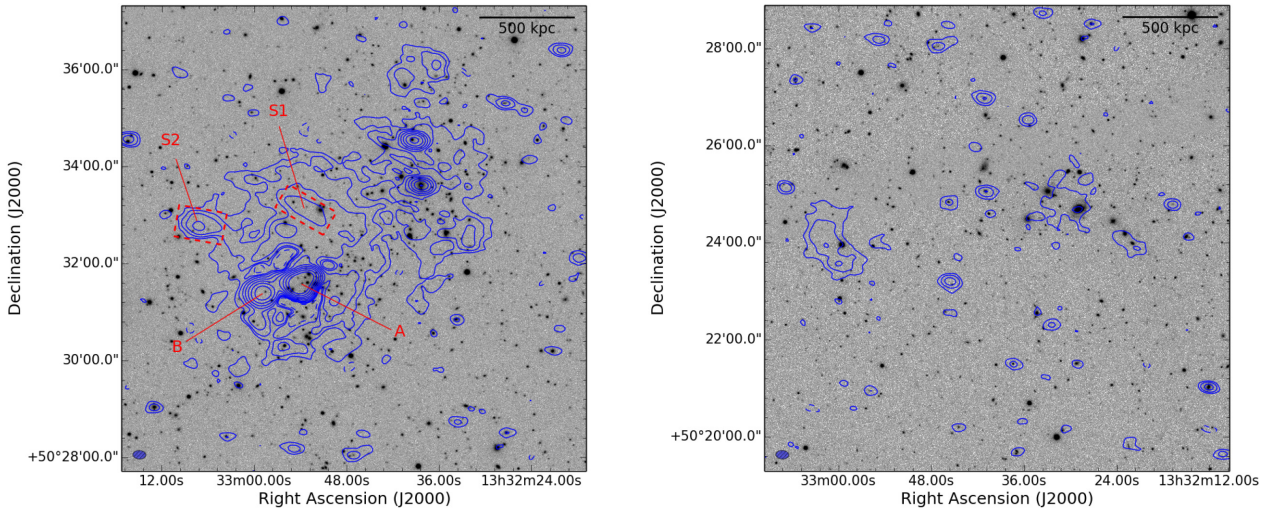 500 kpc
36'00.0"
S1
S2
34'00.0"
32'00.0"
A
B
30'00.0"
+50°28'00.0"
12.00s 33m00.00s 48.00s 36.00s 13h32m24.00s
Right Ascension (J2000)
Declination (J2000)
500 kpc
28'00.0"
26'00.0"
24'00.0"
22'00.0"
+50°20'00.0"
33m00.00s 48.00s 36.00s 24.00s 13h32m12.00s
Right Ascension (J2000)
Declination (J2000)